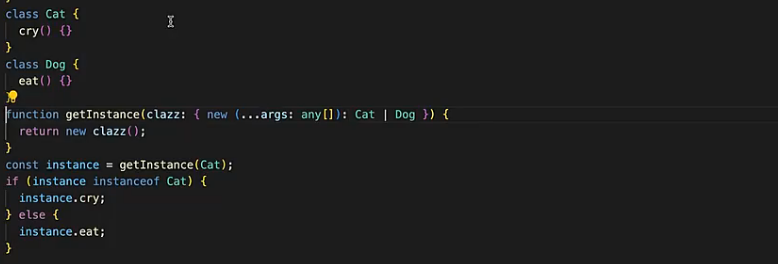 class Cat {
cry() {}
}
class Dog {
eat() {}
function getInstance(clazz: { new (...args: any[]): Cat | Dog }) {
return new clazz();
}
const instance = getInstance(Cat);
if (instance instanceof Cat) {
instance.cry;
} else {
instance.eat;
}